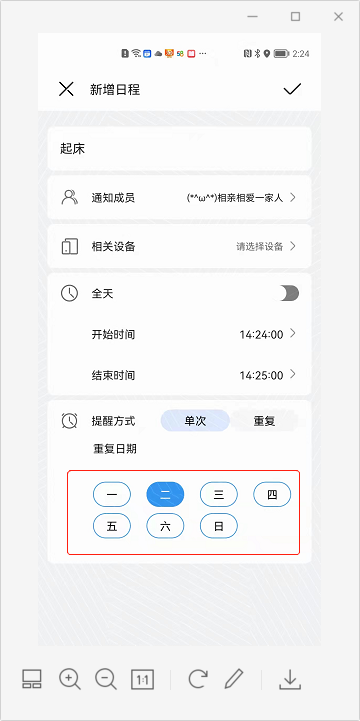 58 ... 2:24
新增日程
起床
通知成员 (*^ω^*)相亲相爱一家人
相关设备 请选择设备
全天
开始时间 14:24:00
结束时间 14:25:00
提醒方式 单次 重复
重复日期
一 二 三 四
五 六 日
1:1